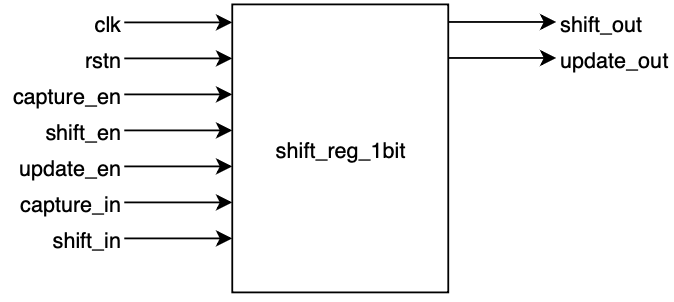 clk
rstn
capture_en
shift_en
update_en
capture_in
shift_in
shift_reg_1bit
shift_out
update_out